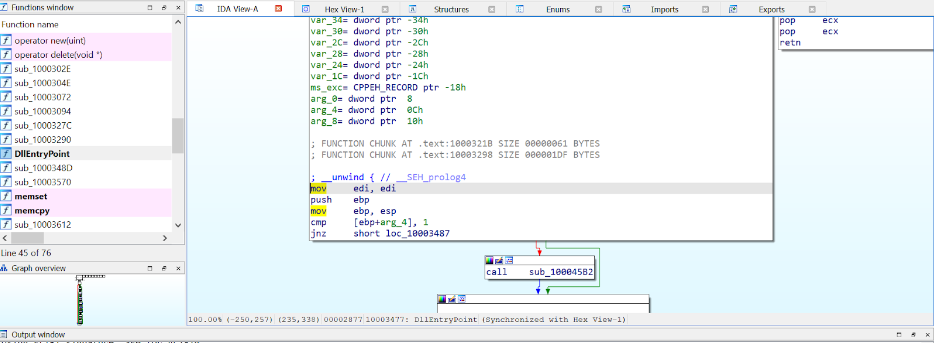 Functions window
Function name
operator new(uint)
operator delete(void *)
sub_1000302E
sub_1000304E
sub_10003072
sub_10003094
sub_1000327C
sub_10003290
DllEntryPoint
sub_1000348D
sub_10003570
memset
memcpy
sub_10003612
Line 45 of 76
Graph overview
IDA View-A
Hex View-1
Structures
Enums
Imports
Exports
var_34= dword ptr -34h
var_30= dword ptr -30h
var_2C= dword ptr -2Ch
var_28= dword ptr -28h
var_24= dword ptr -24h
var_1C= dword ptr -1Ch
ms_exc= CPPEH_RECORD ptr -18h
arg_0= dword ptr  8
arg_4= dword ptr  0Ch
arg_8= dword ptr  10h
; FUNCTION CHUNK AT .text:1000321B SIZE 00000061 BYTES
; FUNCTION CHUNK AT .text:10003298 SIZE 000001DF BYTES
; __unwind { // __SEH_prolog4
mov     edi, edi
push    ebp
mov     ebp, esp
cmp     [ebp+arg_4], 1
jnz     short loc_10003487
pop     ecx
pop     ecx
retn
call    sub_100045B2
100.00% (-250,257) (235,338) 00002877 10003477: DllEntryPoint (Synchronized with Hex View-1)
Output window